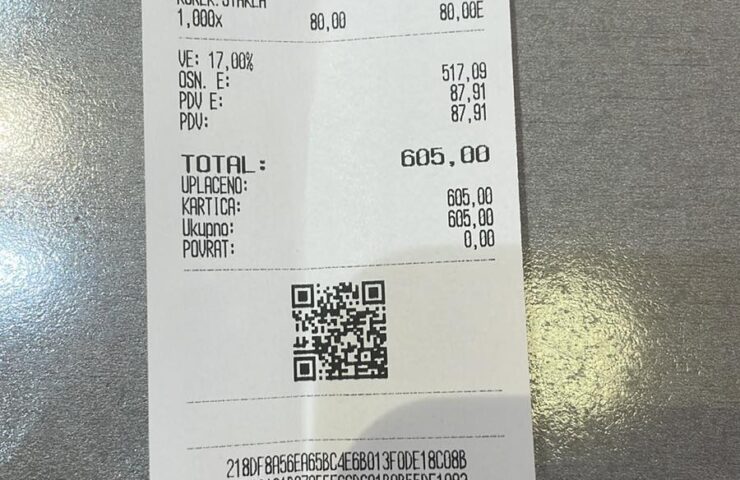 1,000x 80,00 80,00E
VE: 17,00%
OSN. E: 517,09
PDV E: 87,91
PDV: 87,91
TOTAL: 605,00
UPLAĆENO:
KARTICA: 605,00
Ukupno: 605,00
POVRAT: 0,00
218DF8A56EA65BC4E6B013F0DE18C08B